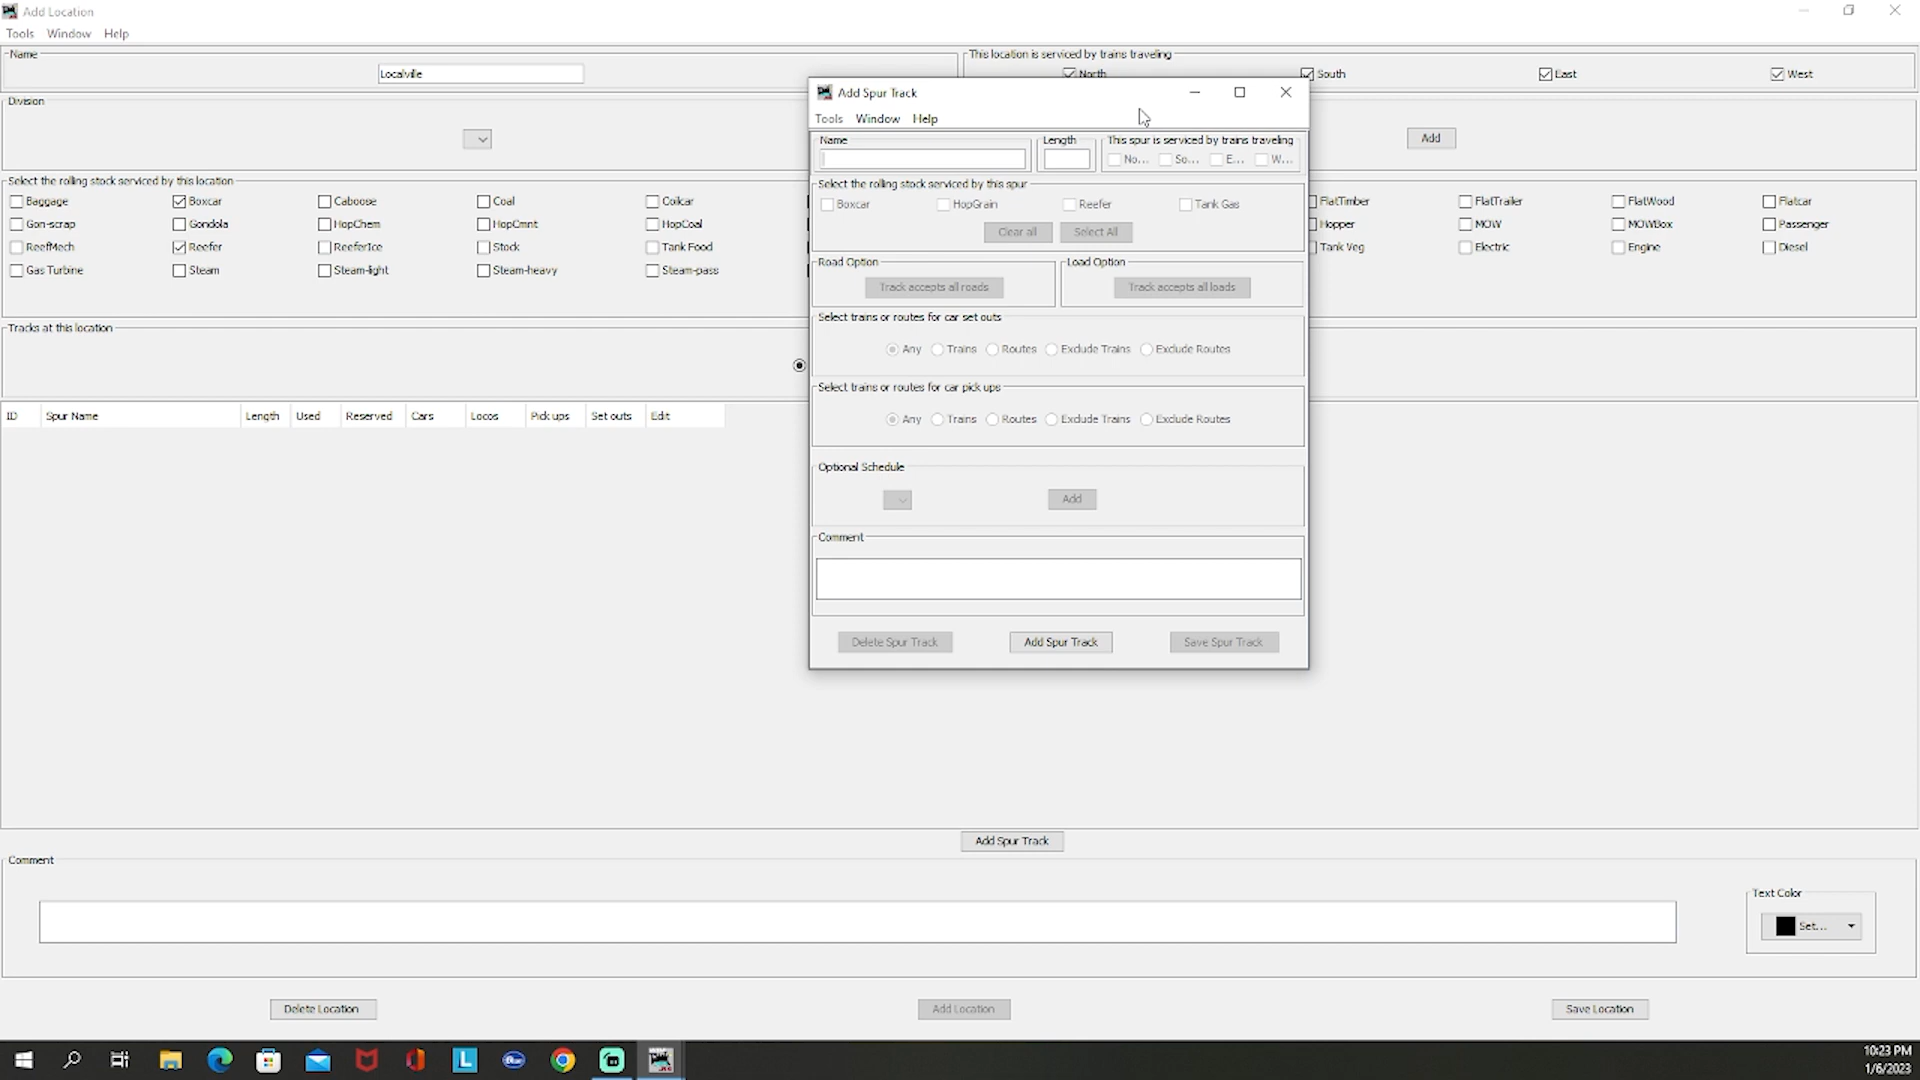 Add Location
Tools Window Help
Name
Localville
This location is serviced by trains traveling
North South East West
Division
Add
Select the rolling stock serviced by this location
Baggage Boxcar Caboose Coal Coilcar FlatTimber FlatTrailer FlatWood Flatcar
Gon-scrap Gondola HopChem HopCmnt HopCoal Hopper MOW MOWBox Passenger
ReefMech Reefer ReeferIce Stock Tank Food Tank Veg Electric Engine Diesel
Gas Turbine Steam Steam-light Steam-heavy Steam-pass
Tracks at this location
ID Spur Name Length Used Reserved Cars Locos Pick ups Set outs Edit
Add Spur Track
Tools Window Help
Name Length This spur is serviced by trains traveling
No... So... E... W...
Select the rolling stock serviced by this spur
Boxcar HopGrain Reefer Tank Gas
Clear all Select All
Road Option Load Option
Track accepts all roads Track accepts all loads
Select trains or routes for car set outs
Any Trains Routes Exclude Trains Exclude Routes
Select trains or routes for car pick ups
Any Trains Routes Exclude Trains Exclude Routes
Optional Schedule
Add
Comment
Delete Spur Track Add Spur Track Save Spur Track
Add Spur Track
Comment
Text Color
Set...
Delete Location Add Location Save Location
10:23 PM
1/6/2023